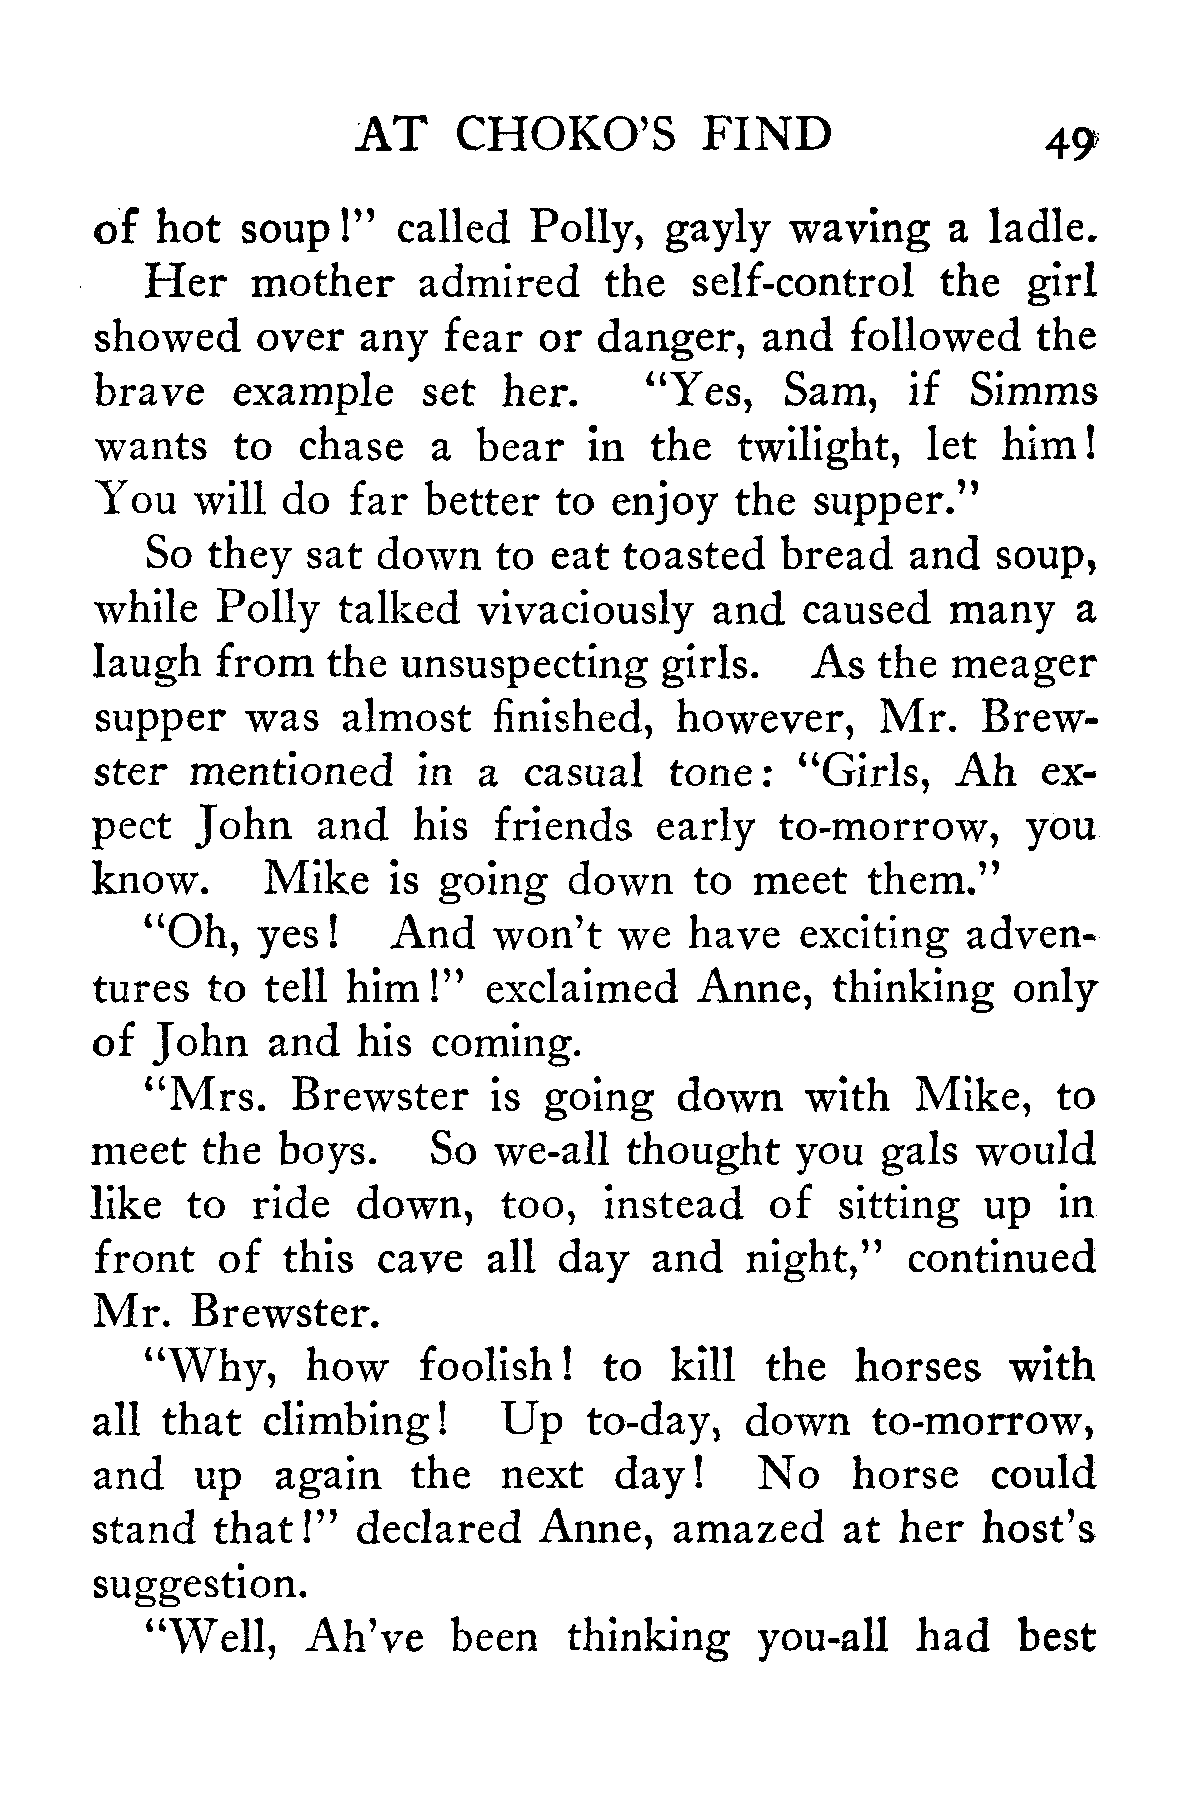 AT CHOKO'S FIND 49
of hot soup!" called Polly, gayly waving a ladle.
Her mother admired the self-control the girl
showed over any fear or danger, and followed the
brave example set her. "Yes, Sam, if Simms
wants to chase a bear in the twilight, let him!
You will do far better to enjoy the supper."
So they sat down to eat toasted bread and soup,
while Polly talked vivaciously and caused many a
laugh from the unsuspecting girls. As the meager
supper was almost finished, however, Mr. Brew-
ster mentioned in a casual tone: "Girls, Ah ex-
pect John and his friends early to-morrow, you
know. Mike is going down to meet them."
"Oh, yes! And won't we have exciting adven-
tures to tell him!" exclaimed Anne, thinking only
of John and his coming.
"Mrs. Brewster is going down with Mike, to
meet the boys. So we-all thought you gals would
like to ride down, too, instead of sitting up in
front of this cave all day and night," continued
Mr. Brewster.
"Why, how foolish! to kill the horses with
all that climbing! Up to-day, down to-morrow,
and up again the next day! No horse could
stand that!" declared Anne, amazed at her host's
suggestion.
"Well, Ah've been thinking you-all had best